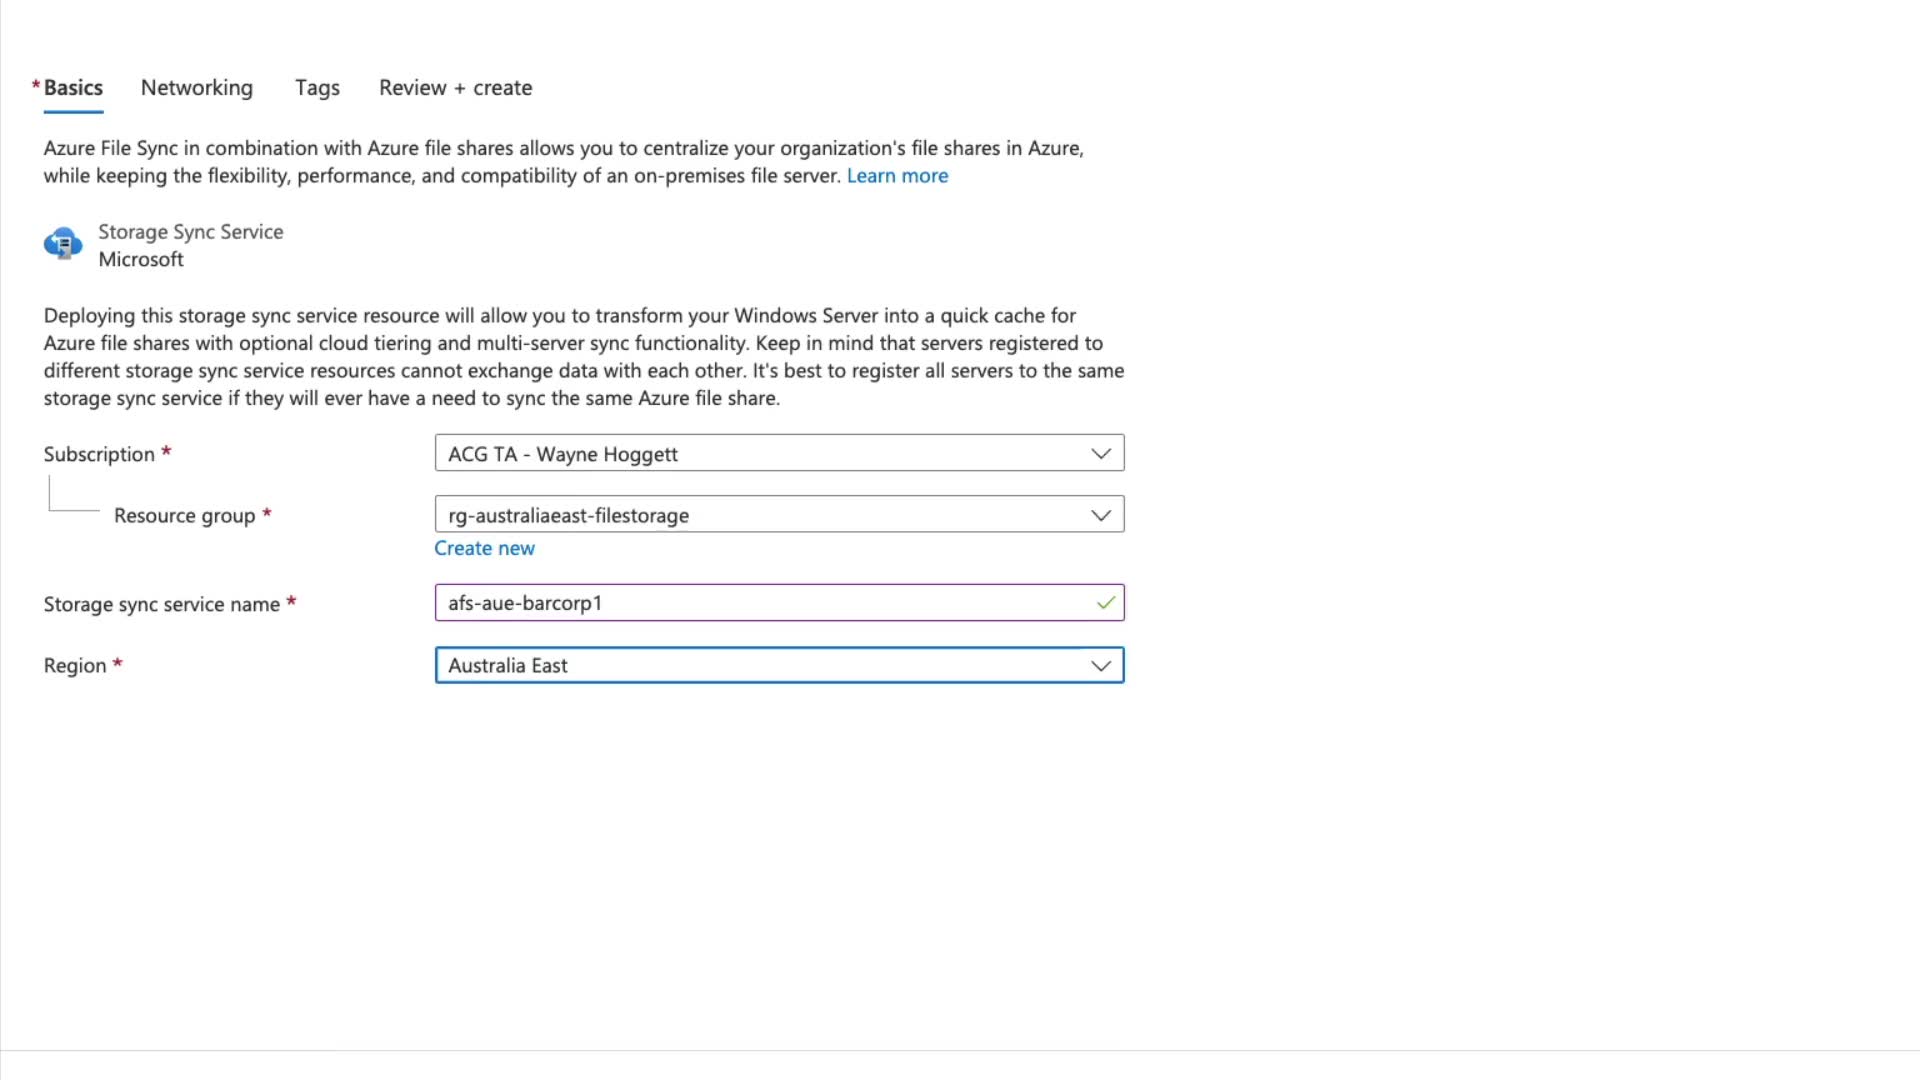 * Basics Networking Tags Review + create
Azure File Sync in combination with Azure file shares allows you to centralize your organization's file shares in Azure,
while keeping the flexibility, performance, and compatibility of an on-premises file server. Learn more
Storage Sync Service
Microsoft
Deploying this storage sync service resource will allow you to transform your Windows Server into a quick cache for
Azure file shares with optional cloud tiering and multi-server sync functionality. Keep in mind that servers registered to
different storage sync service resources cannot exchange data with each other. It's best to register all servers to the same
storage sync service if they will ever have a need to sync the same Azure file share.
Subscription * ACG TA - Wayne Hoggett
Resource group * rg-australiaeast-filestorage
Create new
Storage sync service name * afs-aue-barcorp1
Region * Australia East